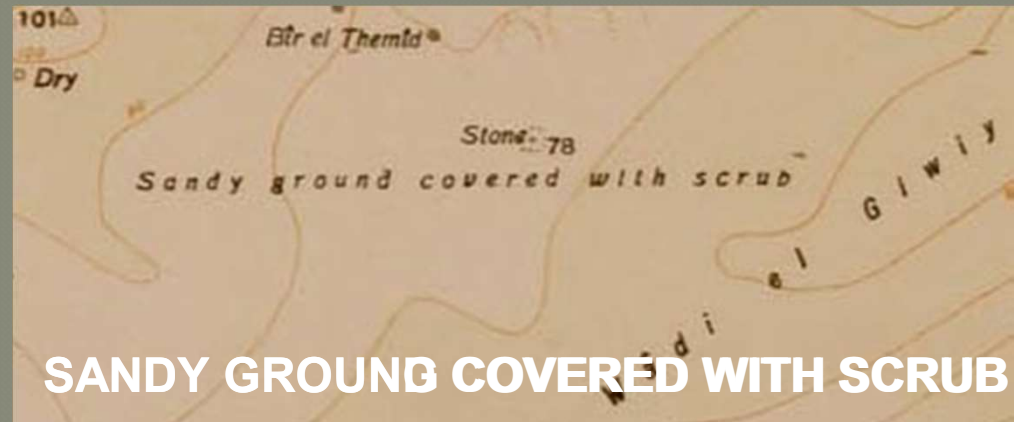 101
Bîr el Themîd
Dry
Stone 78
Sandy ground covered with scrub
Wadi el Giwiy
SANDY GROUND COVERED WITH SCRUB